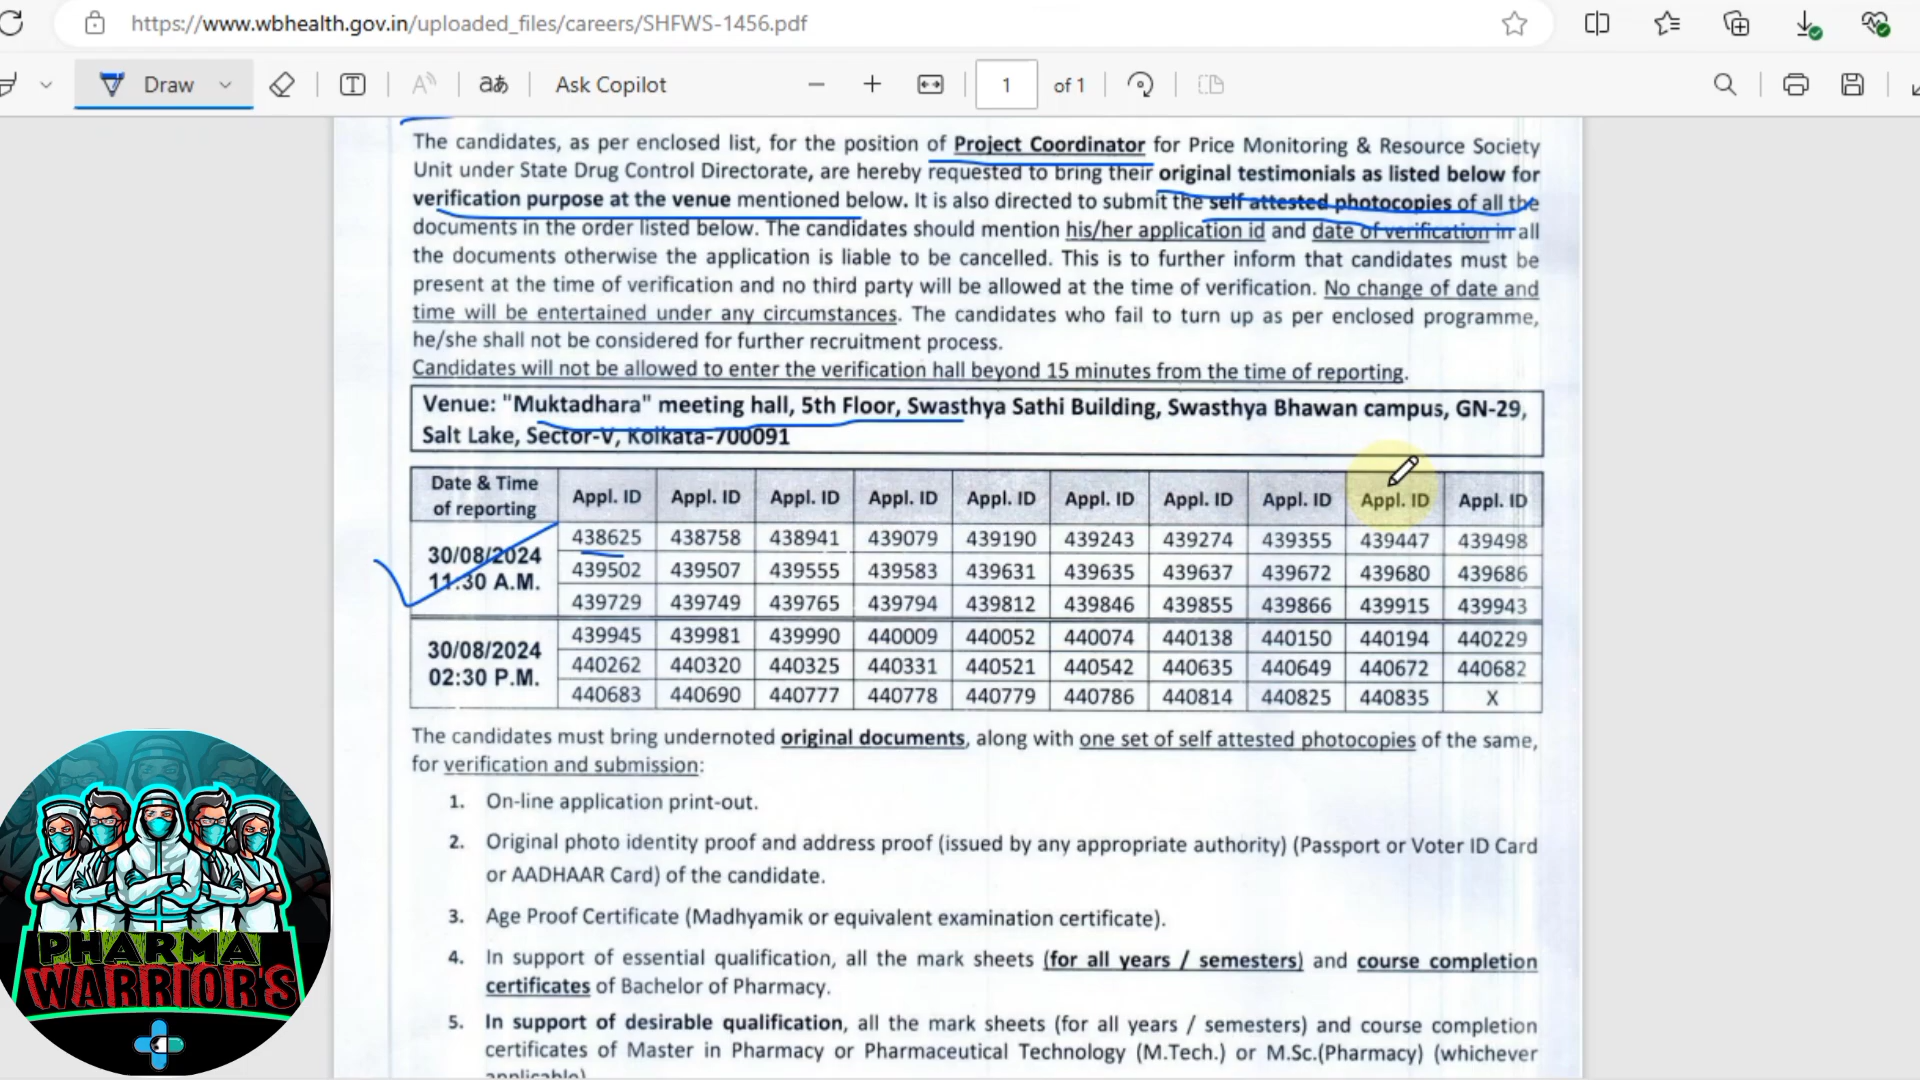 https://www.wbhealth.gov.in/uploaded_files/careers/SHFWS-1456.pdf
Draw aあ Ask Copilot 1 of 1
The candidates, as per enclosed list, for the position of Project Coordinator for Price Monitoring & Resource Society
Unit under State Drug Control Directorate, are hereby requested to bring their original testimonials as listed below for
verification purpose at the venue mentioned below. It is also directed to submit the self attested photocopies of all the
documents in the order listed below. The candidates should mention his/her application id and date of verification in all
the documents otherwise the application is liable to be cancelled. This is to further inform that candidates must be
present at the time of verification and no third party will be allowed at the time of verification. No change of date and
time will be entertained under any circumstances. The candidates who fail to turn up as per enclosed programme,
he/she shall not be considered for further recruitment process.
Candidates will not be allowed to enter the verification hall beyond 15 minutes from the time of reporting.
Venue: "Muktadhara" meeting hall, 5th Floor, Swasthya Sathi Building, Swasthya Bhawan campus, GN-29,
Salt Lake, Sector-V, Kolkata-700091
Date & Time
of reporting
Appl. ID Appl. ID Appl. ID Appl. ID Appl. ID Appl. ID Appl. ID Appl. ID Appl. ID Appl. ID
30/08/2024
11:30 A.M.
438625 438758 438941 439079 439190 439243 439274 439355 439447 439498
439502 439507 439555 439583 439631 439635 439637 439672 439680 439686
439729 439749 439765 439794 439812 439846 439855 439866 439915 439943
30/08/2024
02:30 P.M.
439945 439981 439990 440009 440052 440074 440138 440150 440194 440229
440262 440320 440325 440331 440521 440542 440635 440649 440672 440682
440683 440690 440777 440778 440779 440786 440814 440825 440835 X
The candidates must bring undernoted original documents, along with one set of self attested photocopies of the same,
for verification and submission:
1. On-line application print-out.
2. Original photo identity proof and address proof (issued by any appropriate authority) (Passport or Voter ID Card
or AADHAAR Card) of the candidate.
3. Age Proof Certificate (Madhyamik or equivalent examination certificate).
4. In support of essential qualification, all the mark sheets (for all years / semesters) and course completion
certificates of Bachelor of Pharmacy.
5. In support of desirable qualification, all the mark sheets (for all years / semesters) and course completion
certificates of Master in Pharmacy or Pharmaceutical Technology (M.Tech.) or M.Sc.(Pharmacy) (whichever
applicable)
PHARMA
WARRIOR'S